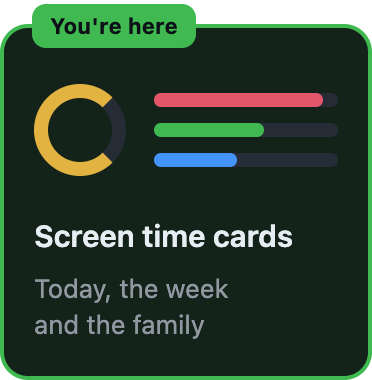 You're here
Screen time cards
Today, the week
and the family